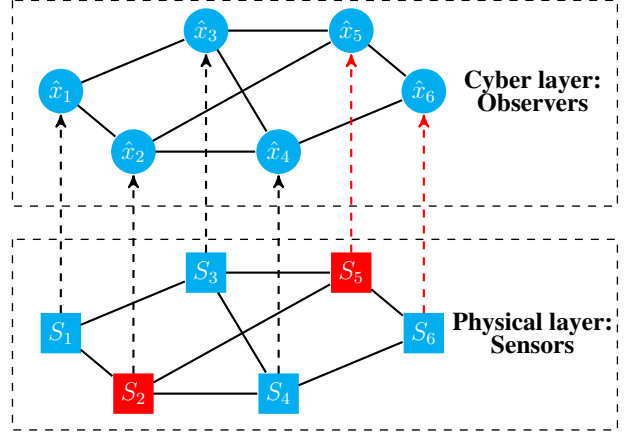 x̂₃
x̂₅
x̂₁
x̂₆
Cyber layer:
Observers
x̂₂
x̂₄
S₃
S₅
S₁
S₆
Physical layer:
Sensors
S₂
S₄